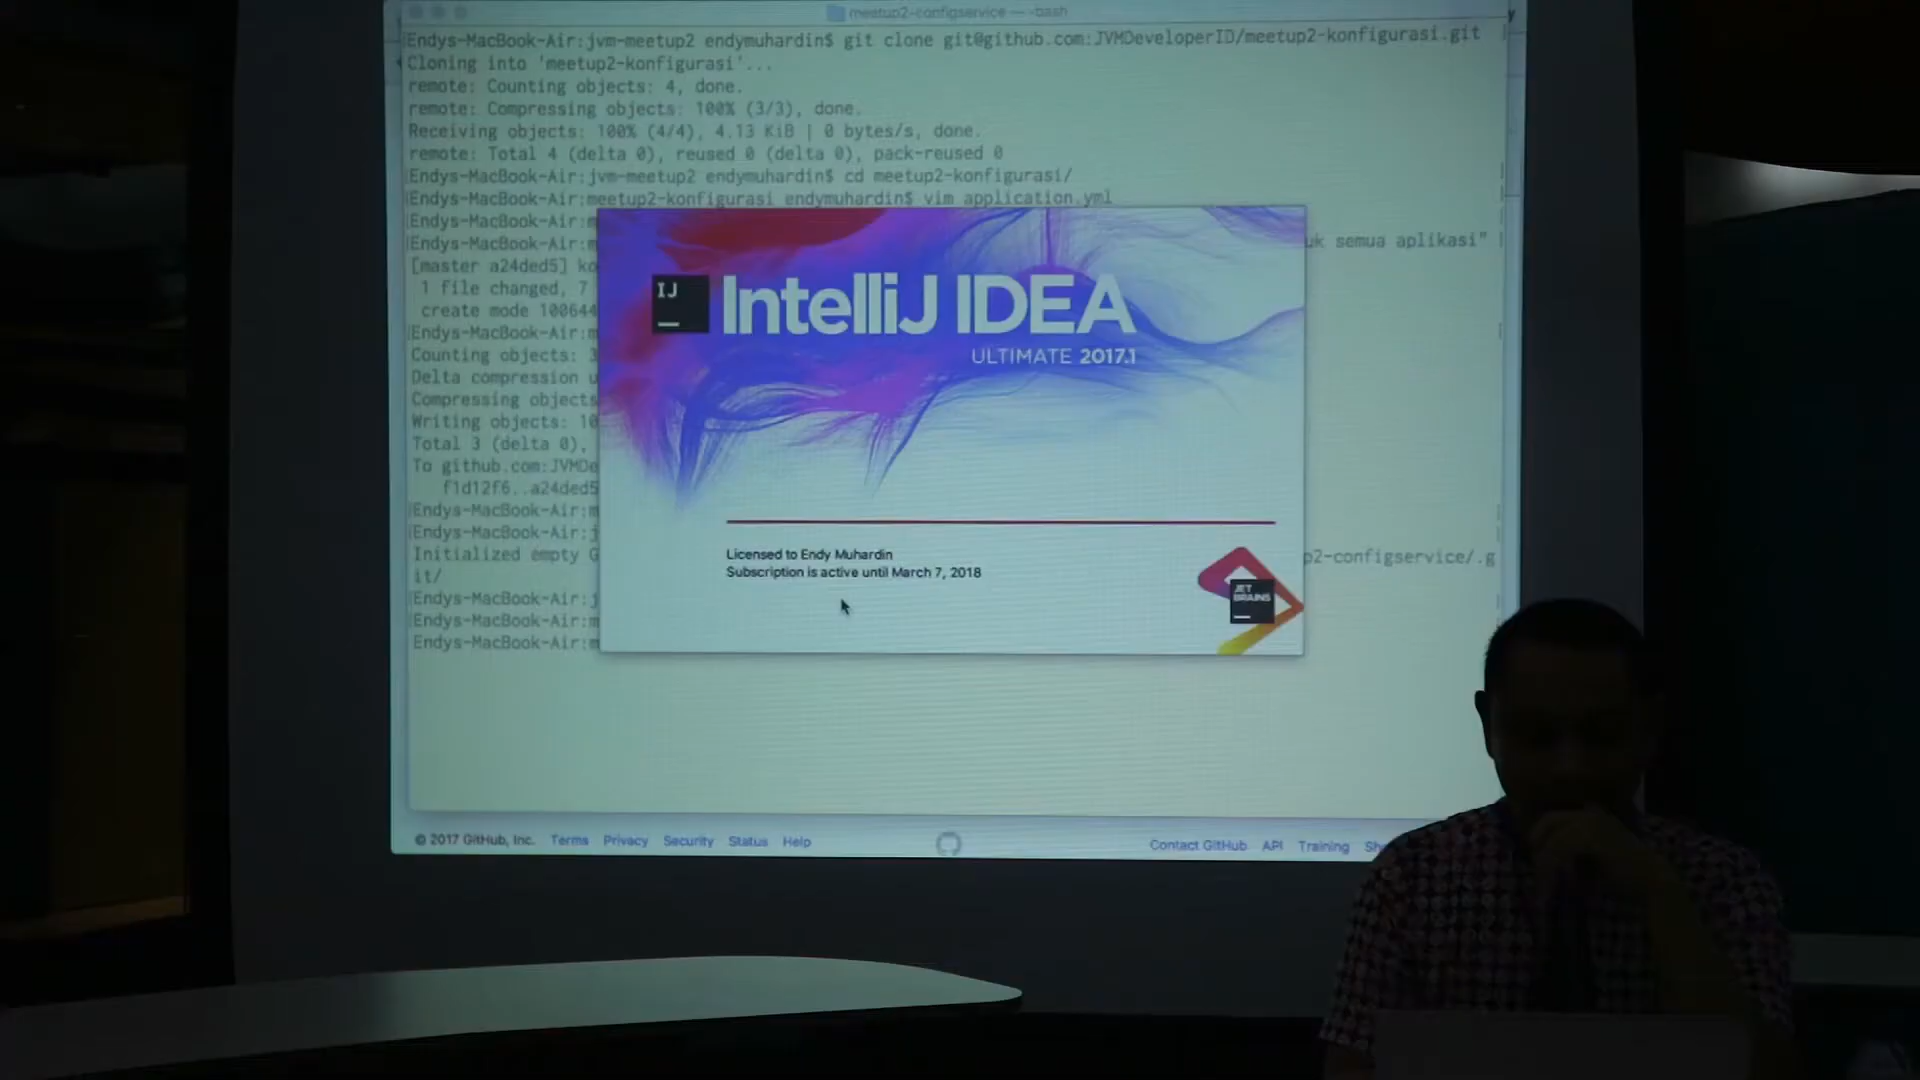 meetup2-configservice — -bash
Endys-MacBook-Air:jvm-meetup2 endymuhardin$ git clone git@github.com:JVMDeveloperID/meetup2-konfigurasi.git
Cloning into 'meetup2-konfigurasi'...
remote: Counting objects: 4, done.
remote: Compressing objects: 100% (3/3), done.
Receiving objects: 100% (4/4), 4.13 KiB | 0 bytes/s, done.
remote: Total 4 (delta 0), reused 0 (delta 0), pack-reused 0
Endys-MacBook-Air:jvm-meetup2 endymuhardin$ cd meetup2-konfigurasi/
Endys-MacBook-Air:meetup2-konfigurasi endymuhardin$ vim application.yml
Endys-MacBook-Air:m
Endys-MacBook-Air:m uk semua aplikasi"
[master a24ded5] ko
1 file changed, 7
create mode 100644
Endys-MacBook-Air:m
Counting objects: 3
Delta compression u
Compressing objects
Writing objects: 10
Total 3 (delta 0),
To github.com:JVMDe
f1d12f6..a24ded5
Endys-MacBook-Air:m
Endys-MacBook-Air:j
Initialized empty G p2-configservice/.g
it/
Endys-MacBook-Air:j
Endys-MacBook-Air:m
Endys-MacBook-Air:m
IJ
IntelliJ IDEA
ULTIMATE 2017.1
Licensed to Endy Muhardin
Subscription is active until March 7, 2018
JET
BRAINS
© 2017 GitHub, Inc. Terms Privacy Security Status Help Contact GitHub API Training Sh